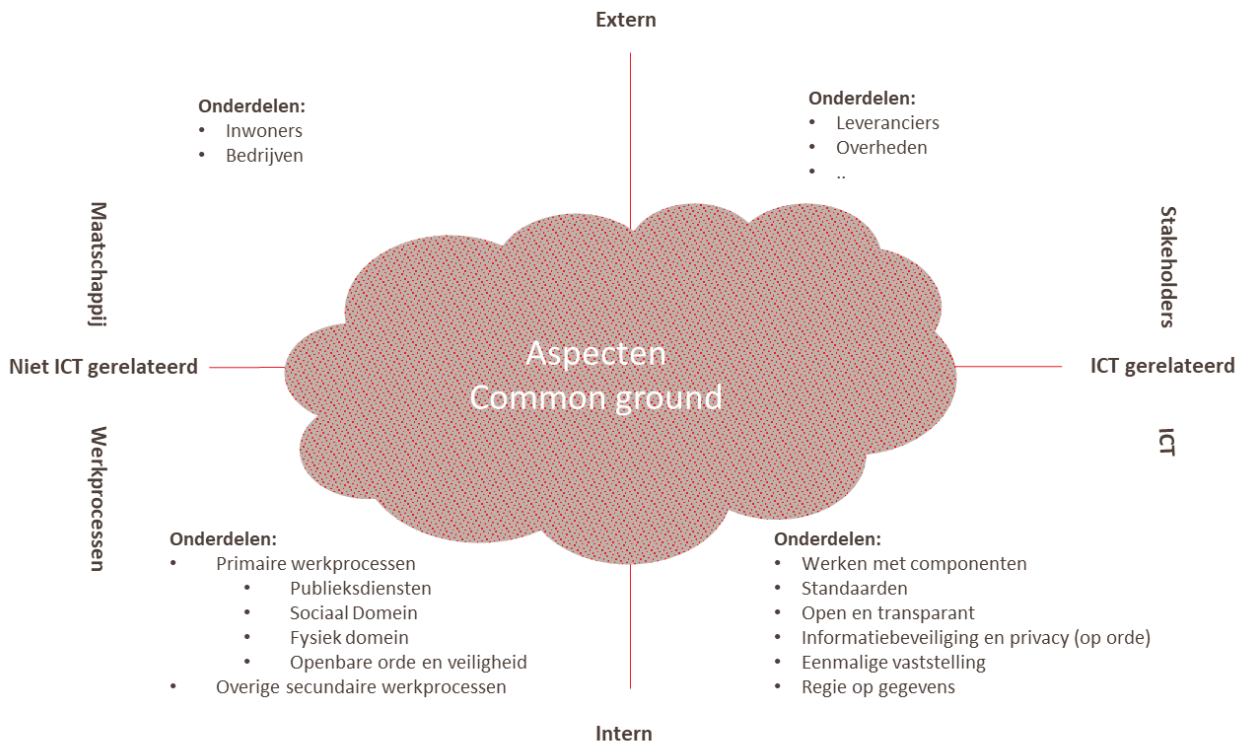 Extern
Onderdelen:
• Inwoners
• Bedrijven
Onderdelen:
• Leveranciers
• Overheden
• ..
Maatschappij
Stakeholders
Niet ICT gerelateerd
Aspecten
Common ground
ICT gerelateerd
Werkprocessen
ICT
Onderdelen:
• Primaire werkprocessen
• Publieksdiensten
• Sociaal Domein
• Fysiek domein
• Openbare orde en veiligheid
• Overige secundaire werkprocessen
Onderdelen:
• Werken met componenten
• Standaarden
• Open en transparant
• Informatiebeveiliging en privacy (op orde)
• Eenmalige vaststelling
• Regie op gegevens
Intern